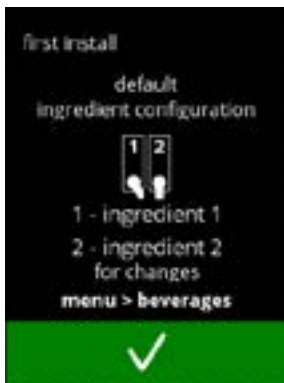 first install
default
ingredient configuration
1 2
1 - ingredient 1
2 - ingredient 2
for changes
menu > beverages